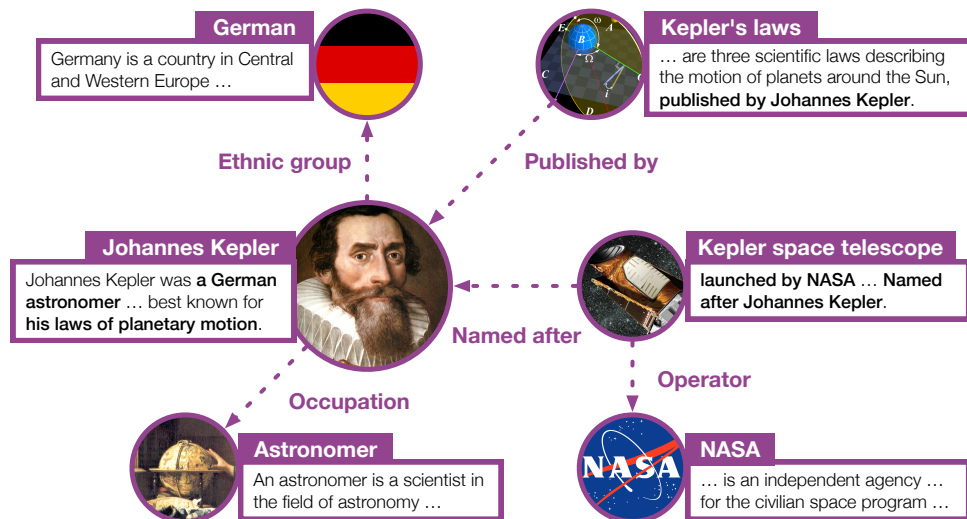 German
Germany is a country in Central
and Western Europe …
Kepler's laws
… are three scientific laws describing
the motion of planets around the Sun,
published by Johannes Kepler.
E
ω
A
B
Ω
C
i
D
Ethnic group
Published by
Johannes Kepler
Johannes Kepler was a German
astronomer … best known for
his laws of planetary motion.
Kepler space telescope
launched by NASA … Named
after Johannes Kepler.
Named after
Occupation
Operator
Astronomer
An astronomer is a scientist in
the field of astronomy …
NASA
NASA
… is an independent agency …
for the civilian space program …